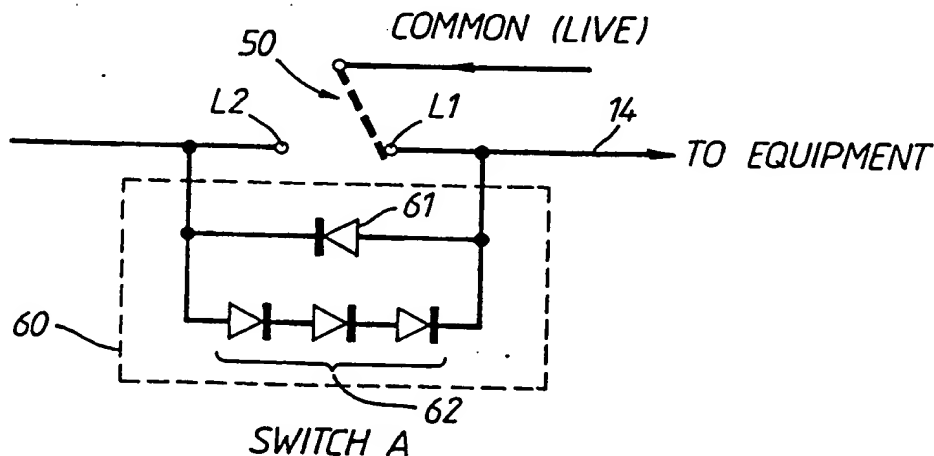 COMMON (LIVE)
50
L2
L1
14
TO EQUIPMENT
61
60
62
SWITCH A